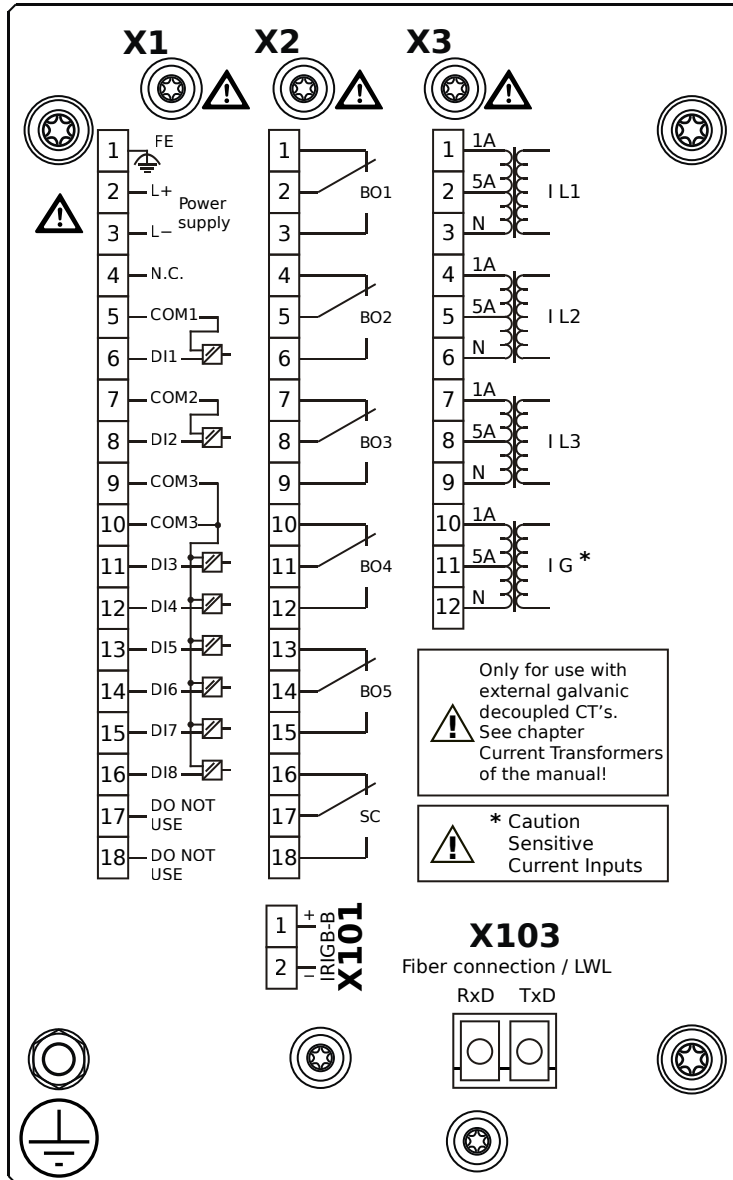 X1
X2
X3
1 FE
2 L+
3 L−
Power
supply
4 N.C.
5 COM1
6 DI1
7 COM2
8 DI2
9 COM3
10 COM3
11 DI3
12 DI4
13 DI5
14 DI6
15 DI7
16 DI8
17 DO NOT
USE
18 DO NOT
USE
1
2 BO1
3
4
5 BO2
6
7
8 BO3
9
10
11 BO4
12
13
14 BO5
15
16
17 SC
18
1 1A
2 5A I L1
3 N
4 1A
5 5A I L2
6 N
7 1A
8 5A I L3
9 N
10 1A
11 5A I G *
12 N
Only for use with
external galvanic
decoupled CT's.
See chapter
Current Transformers
of the manual!
* Caution
Sensitive
Current Inputs
1 +
2 −
IRIGB-B
X101
X103
Fiber connection / LWL
RxD TxD